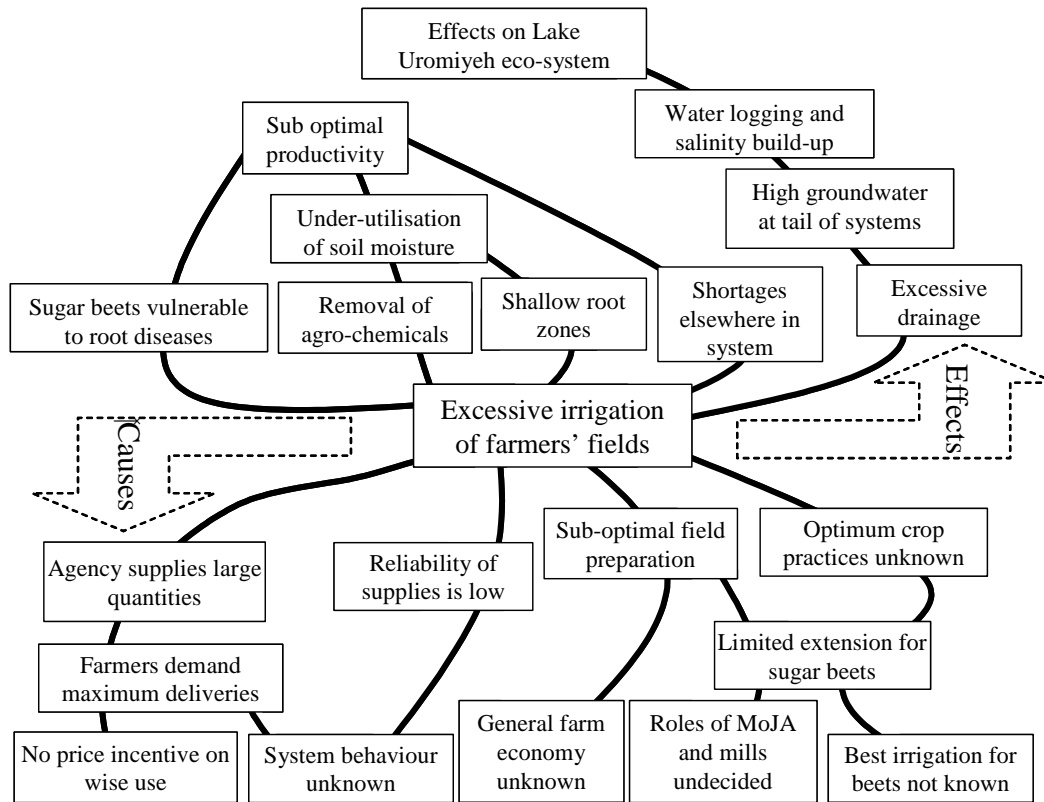 Effects on Lake
Uromiyeh eco-system
Water logging and
salinity build-up
Sub optimal
productivity
High groundwater
at tail of systems
Under-utilisation
of soil moisture
Sugar beets vulnerable
to root diseases
Removal of
agro-chemicals
Shallow root
zones
Shortages
elsewhere in
system
Excessive
drainage
Excessive irrigation
of farmers’ fields
Causes
Effects
Agency supplies large
quantities
Reliability of
supplies is low
Sub-optimal field
preparation
Optimum crop
practices unknown
Farmers demand
maximum deliveries
Limited extension for
sugar beets
No price incentive on
wise use
System behaviour
unknown
General farm
economy
unknown
Roles of MoJA
and mills
undecided
Best irrigation for
beets not known